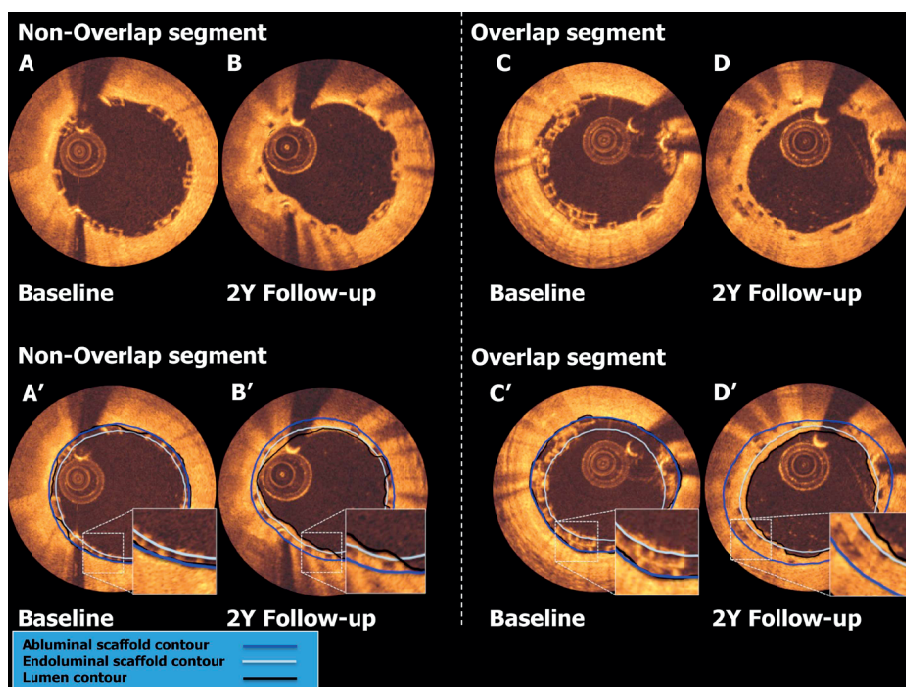 Non-Overlap segment
Overlap segment
A
B
C
D
Baseline
2Y Follow-up
Baseline
2Y Follow-up
Non-Overlap segment
Overlap segment
A′
B′
C′
D′
Baseline
2Y Follow-up
Baseline
2Y Follow-up
Abluminal scaffold contour
Endoluminal scaffold contour
Lumen contour